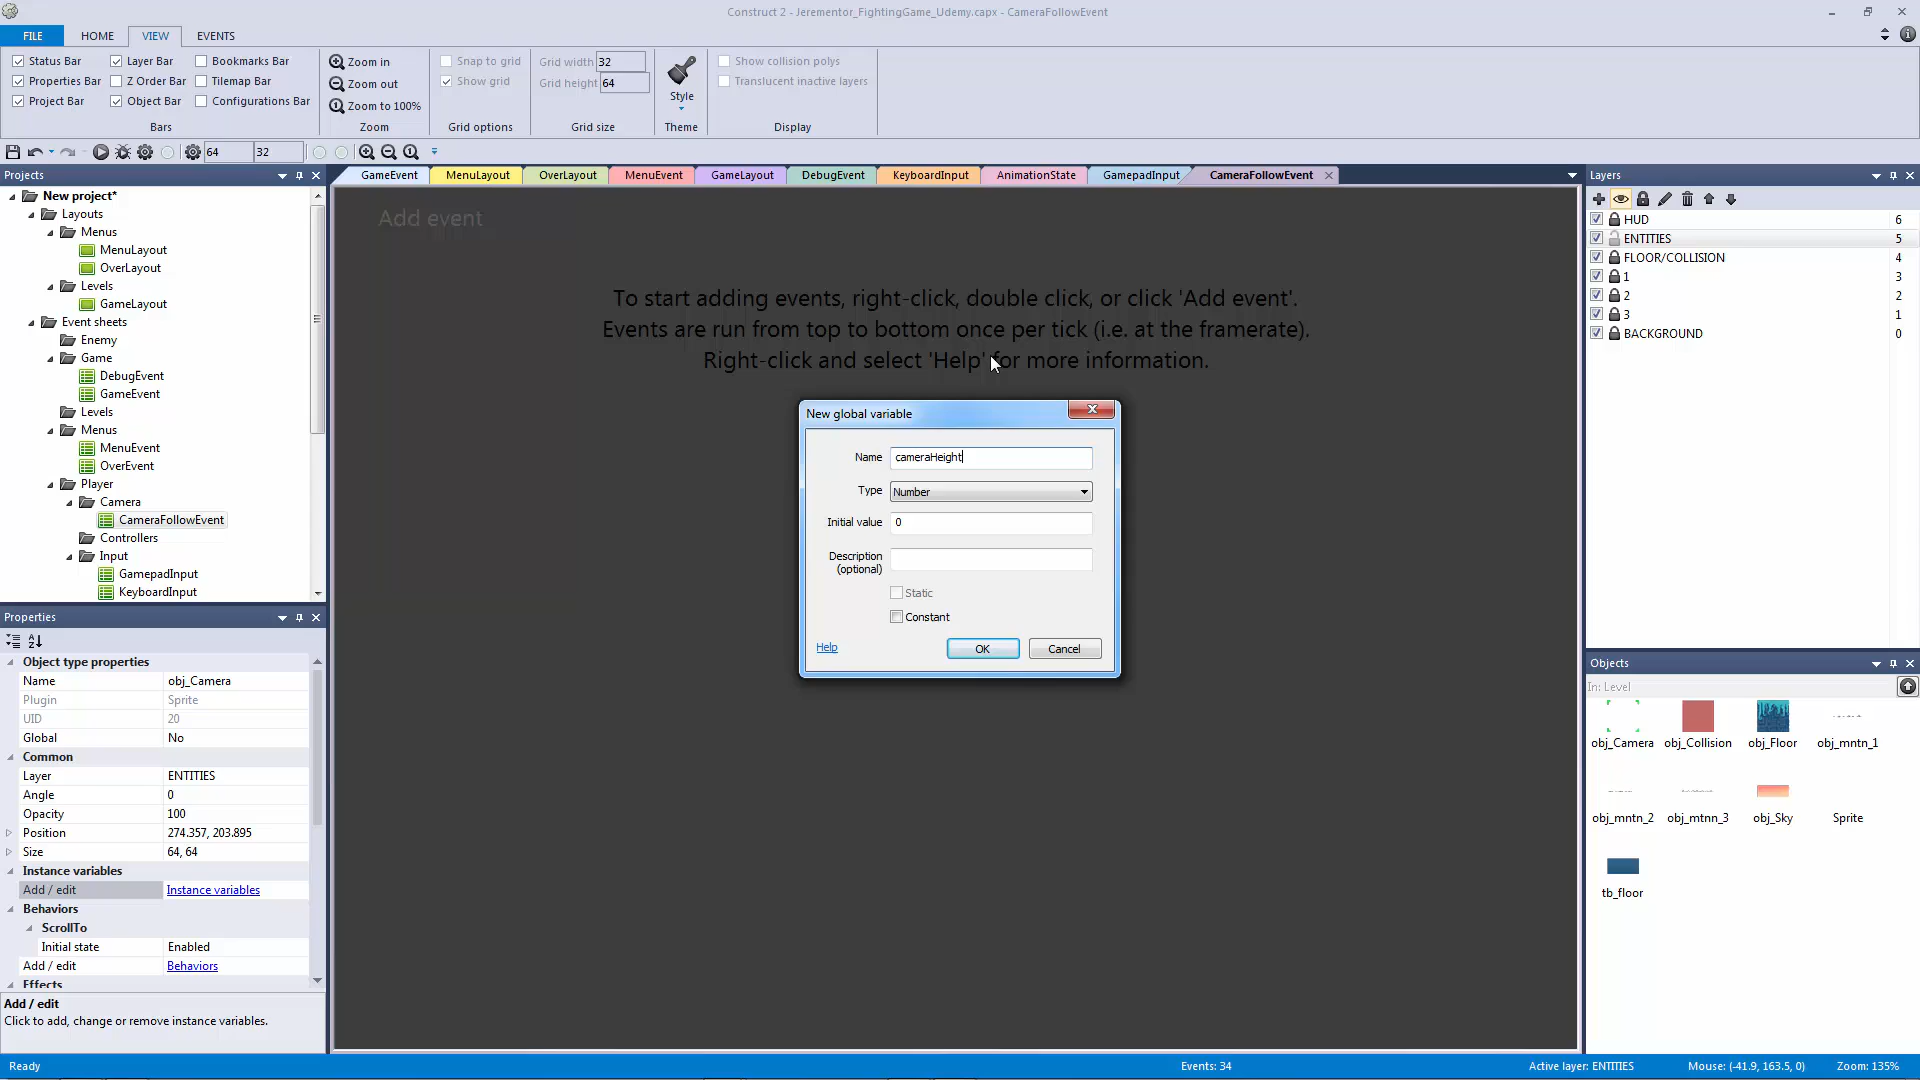 Construct 2 - Jerementor_FightingGame_Udemy.capx - CameraFollowEvent
FILE HOME VIEW EVENTS
Status Bar Layer Bar Bookmarks Bar
Properties Bar Z Order Bar Tilemap Bar
Project Bar Object Bar Configurations Bar
Bars
Zoom in
Zoom out
Zoom to 100%
Zoom
Snap to grid
Show grid
Grid options
Grid width 32
Grid height 64
Grid size
Style
Theme
Show collision polys
Translucent inactive layers
Display
64 32
Projects
New project*
Layouts
Menus
MenuLayout
OverLayout
Levels
GameLayout
Event sheets
Enemy
Game
DebugEvent
GameEvent
Levels
Menus
MenuEvent
OverEvent
Player
Camera
CameraFollowEvent
Controllers
Input
GamepadInput
KeyboardInput
Properties
Object type properties
Name obj_Camera
Plugin Sprite
UID 20
Global No
Common
Layer ENTITIES
Angle 0
Opacity 100
Position 274.357, 203.895
Size 64, 64
Instance variables
Add / edit Instance variables
Behaviors
ScrollTo
Initial state Enabled
Add / edit Behaviors
Effects
Add / edit
Click to add, change or remove instance variables.
GameEvent MenuLayout OverLayout MenuEvent GameLayout DebugEvent KeyboardInput AnimationState GamepadInput CameraFollowEvent
Add event
To start adding events, right-click, double click, or click 'Add event'.
Events are run from top to bottom once per tick (i.e. at the framerate).
Right-click and select 'Help' for more information.
New global variable
Name cameraHeight
Type Number
Initial value 0
Description
(optional)
Static
Constant
Help OK Cancel
Layers
HUD 6
ENTITIES 5
FLOOR/COLLISION 4
1 3
2 2
3 1
BACKGROUND 0
Objects
In: Level
obj_Camera obj_Collision obj_Floor obj_mntn_1
obj_mntn_2 obj_mtnn_3 obj_Sky Sprite
tb_floor
Ready Events: 34 Active layer: ENTITIES Mouse: (-41.9, 163.5, 0) Zoom: 135%